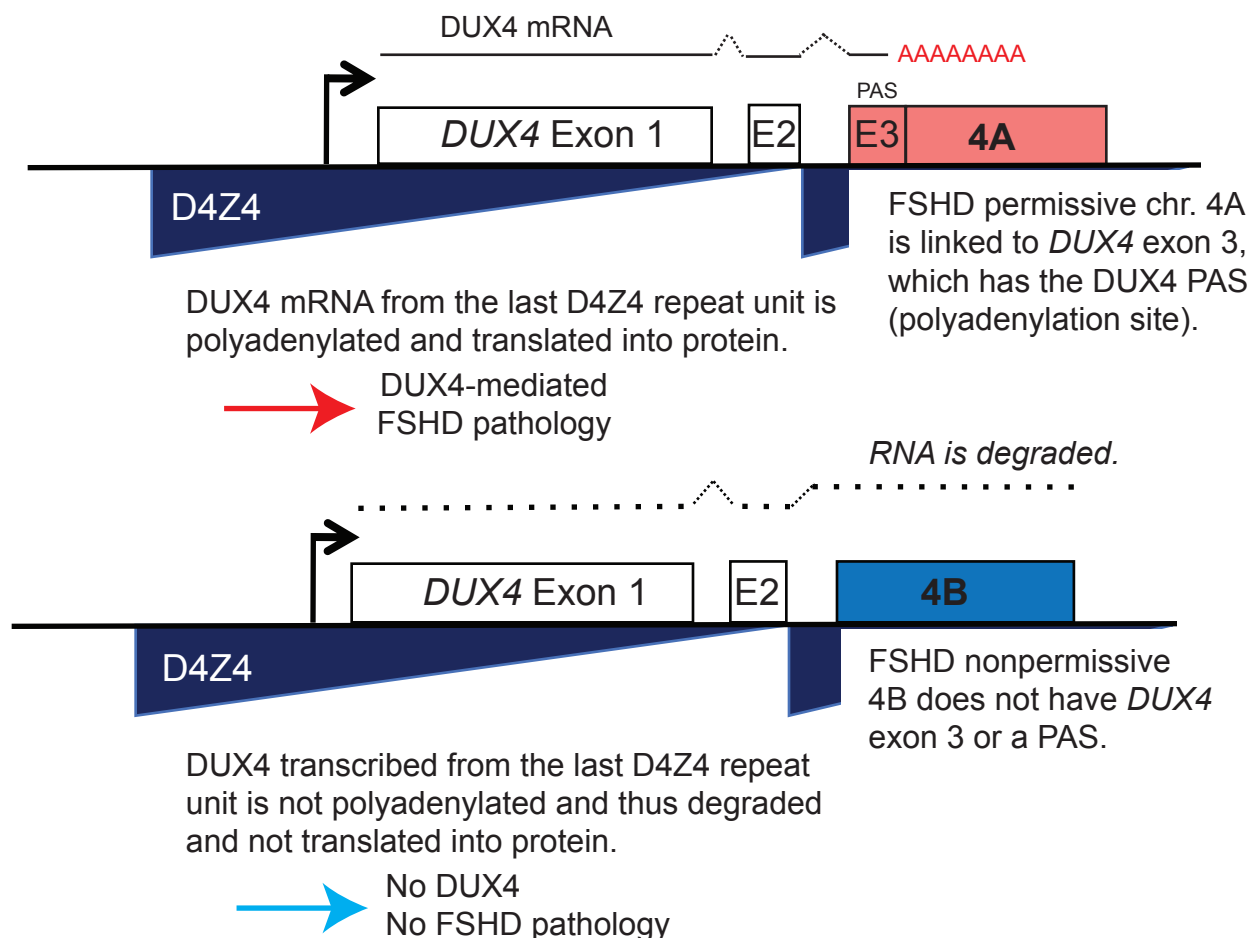 DUX4 mRNA
AAAAAAAA
PAS
DUX4 Exon 1
E2
E3
4A
D4Z4
FSHD permissive chr. 4A
is linked to DUX4 exon 3,
which has the DUX4 PAS
(polyadenylation site).
DUX4 mRNA from the last D4Z4 repeat unit is
polyadenylated and translated into protein.
DUX4-mediated
FSHD pathology
RNA is degraded.
DUX4 Exon 1
E2
4B
D4Z4
FSHD nonpermissive
4B does not have DUX4
exon 3 or a PAS.
DUX4 transcribed from the last D4Z4 repeat
unit is not polyadenylated and thus degraded
and not translated into protein.
No DUX4
No FSHD pathology